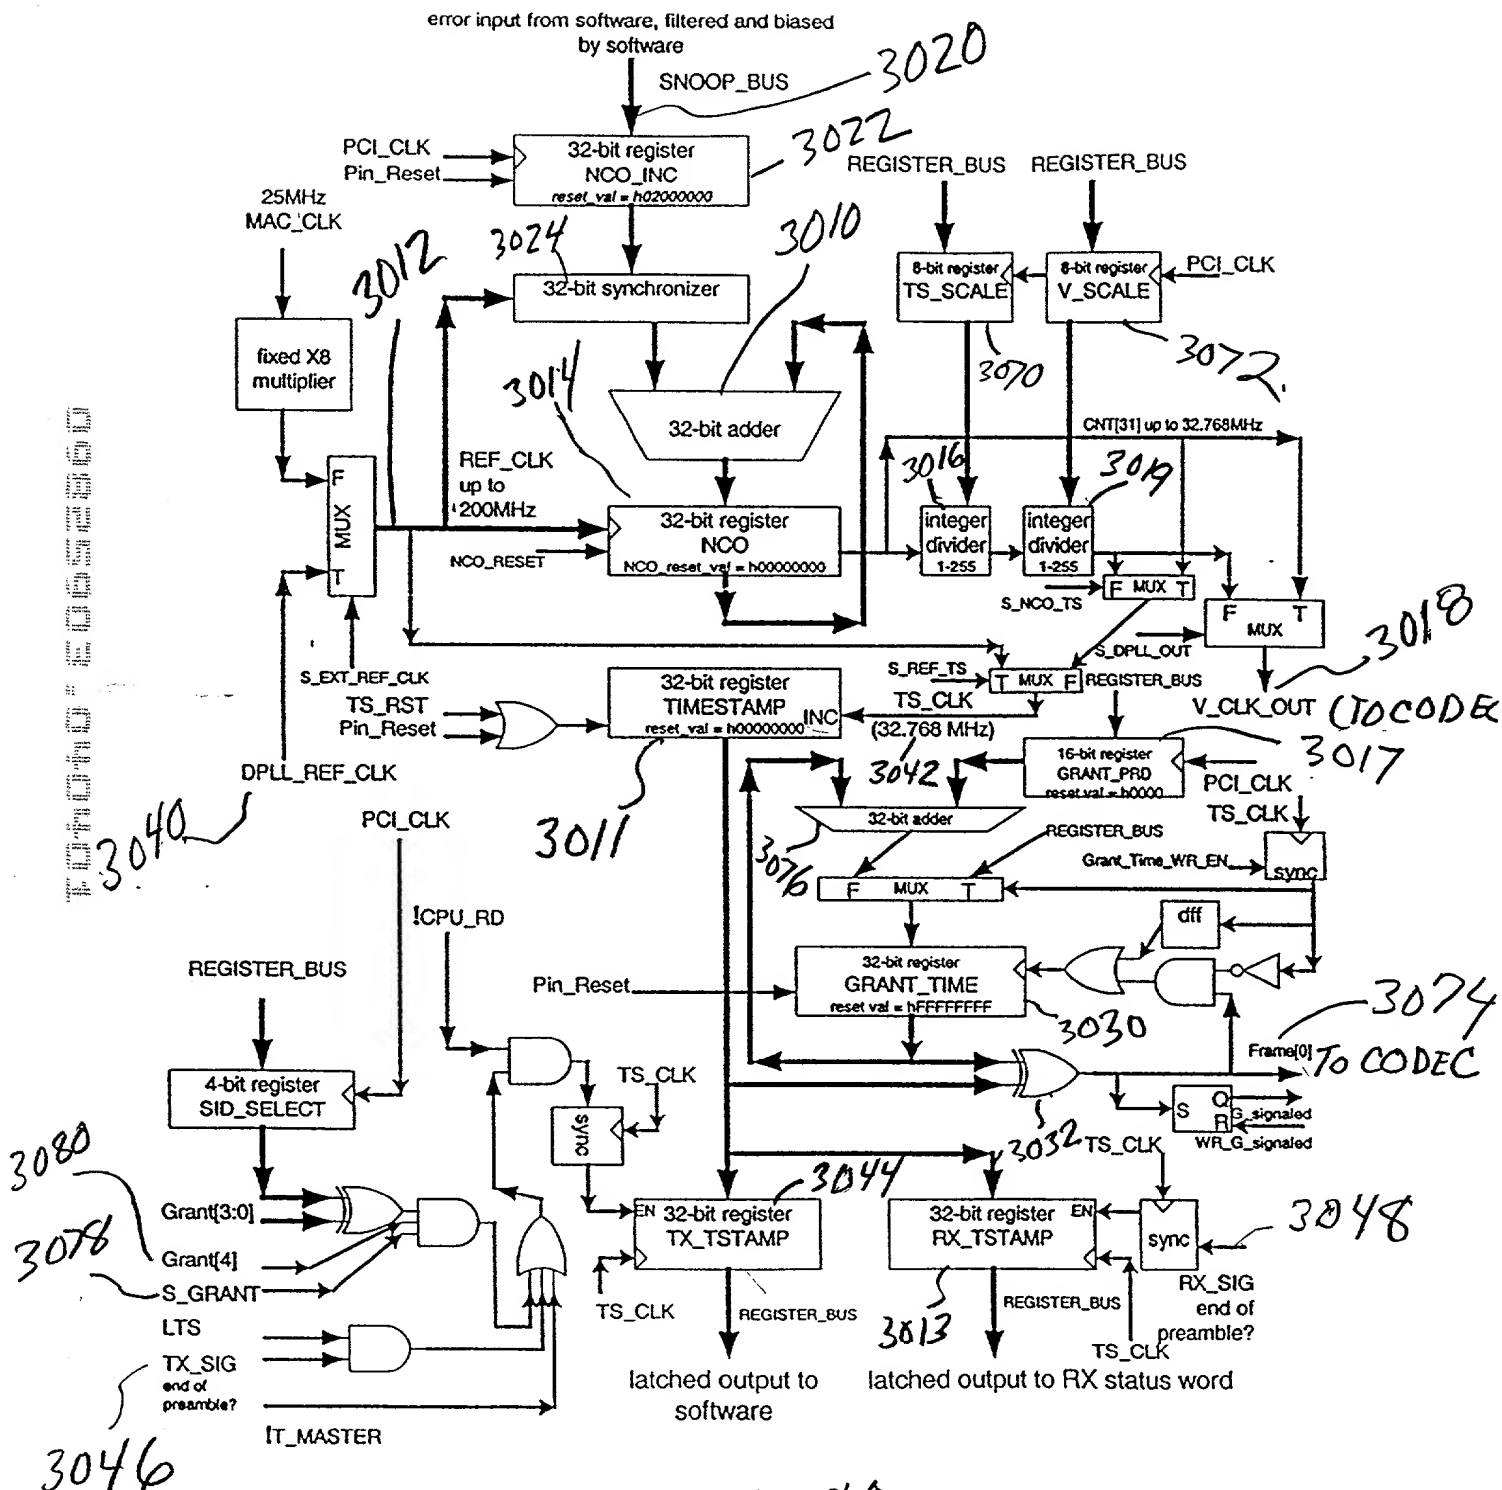 error input from software, filtered and biased
by software
SNOOP_BUS
3020
PCI_CLK
Pin_Reset
32-bit register
NCO_INC
reset_val = h02000000
3022
REGISTER_BUS
REGISTER_BUS
25MHz
MAC_CLK
3024
32-bit synchronizer
3010
8-bit register
TS_SCALE
8-bit register
V_SCALE
PCI_CLK
3012
fixed X8
multiplier
3014
32-bit adder
3070
3072
CNT[31] up to 32.768MHz
F
MUX
T
REF_CLK
up to
200MHz
3016
3019
32-bit register
NCO
NCO_reset_val = h00000000
NCO_RESET
integer
divider
1-255
integer
divider
1-255
S_NCO_TS
F MUX T
F T
MUX
S_DPLL_OUT
3018
S_EXT_REF_CLK
S_REF_TS
T MUX F
REGISTER_BUS
V_CLK_OUT (TO CODEC
TS_RST
Pin_Reset
32-bit register
TIMESTAMP
reset_val = h00000000
INC
TS_CLK
(32.768 MHz)
3042
16-bit register
GRANT_PRD
reset val = h0000
3017
PCI_CLK
DPLL_REF_CLK
3040
3011
PCI_CLK
TS_CLK
32-bit adder
3076
REGISTER_BUS
Grant_Time_WR_EN
sync
F MUX T
!CPU_RD
dff
REGISTER_BUS
Pin_Reset
32-bit register
GRANT_TIME
reset val = hFFFFFFFF
3030
3074
Frame[0]
TO CODEC
4-bit register
SID_SELECT
TS_CLK
sync
S Q
R
G_signaled
WR_G_signaled
3032
TS_CLK
3080
3044
Grant[3:0]
EN
32-bit register
TX_TSTAMP
32-bit register
RX_TSTAMP
EN
sync
3048
3078
Grant[4]
S_GRANT
TS_CLK
REGISTER_BUS
3013
REGISTER_BUS
RX_SIG
end of
preamble?
TS_CLK
LTS
TX_SIG
end of
preamble?
!T_MASTER
3046
latched output to
software
latched output to RX status word